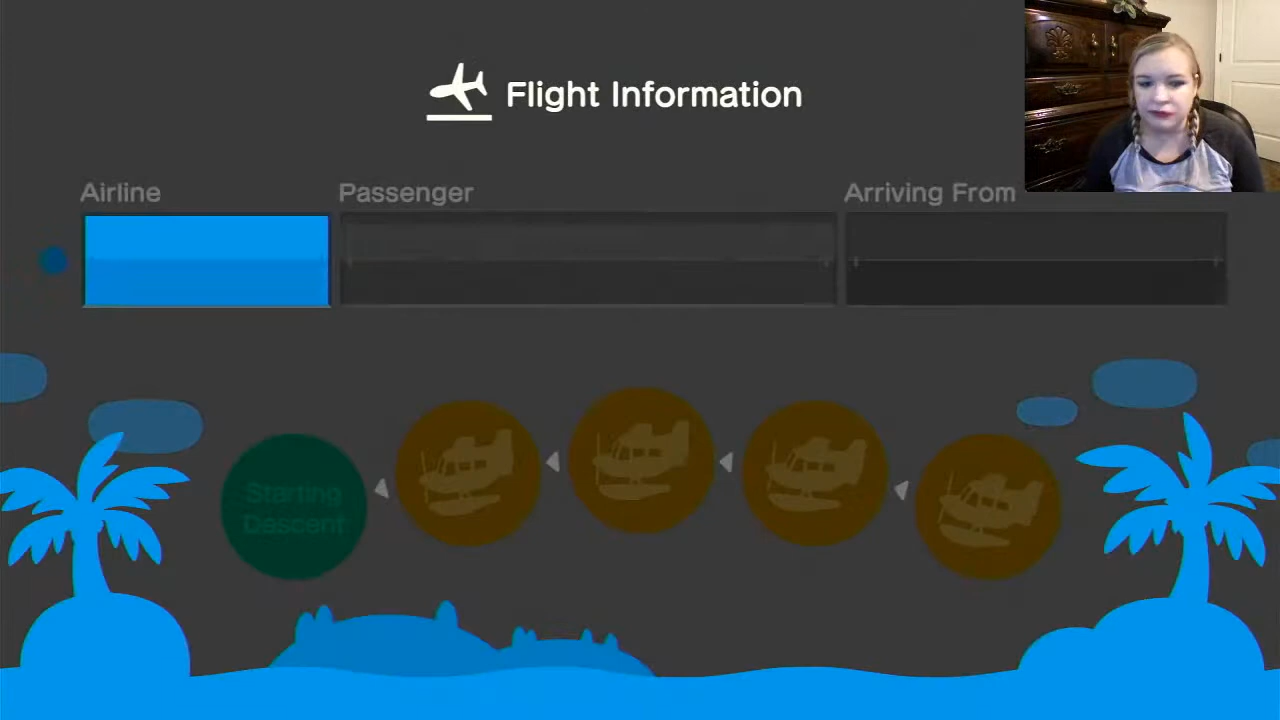 Flight Information
Airline
Passenger
Arriving From
Starting
Descent